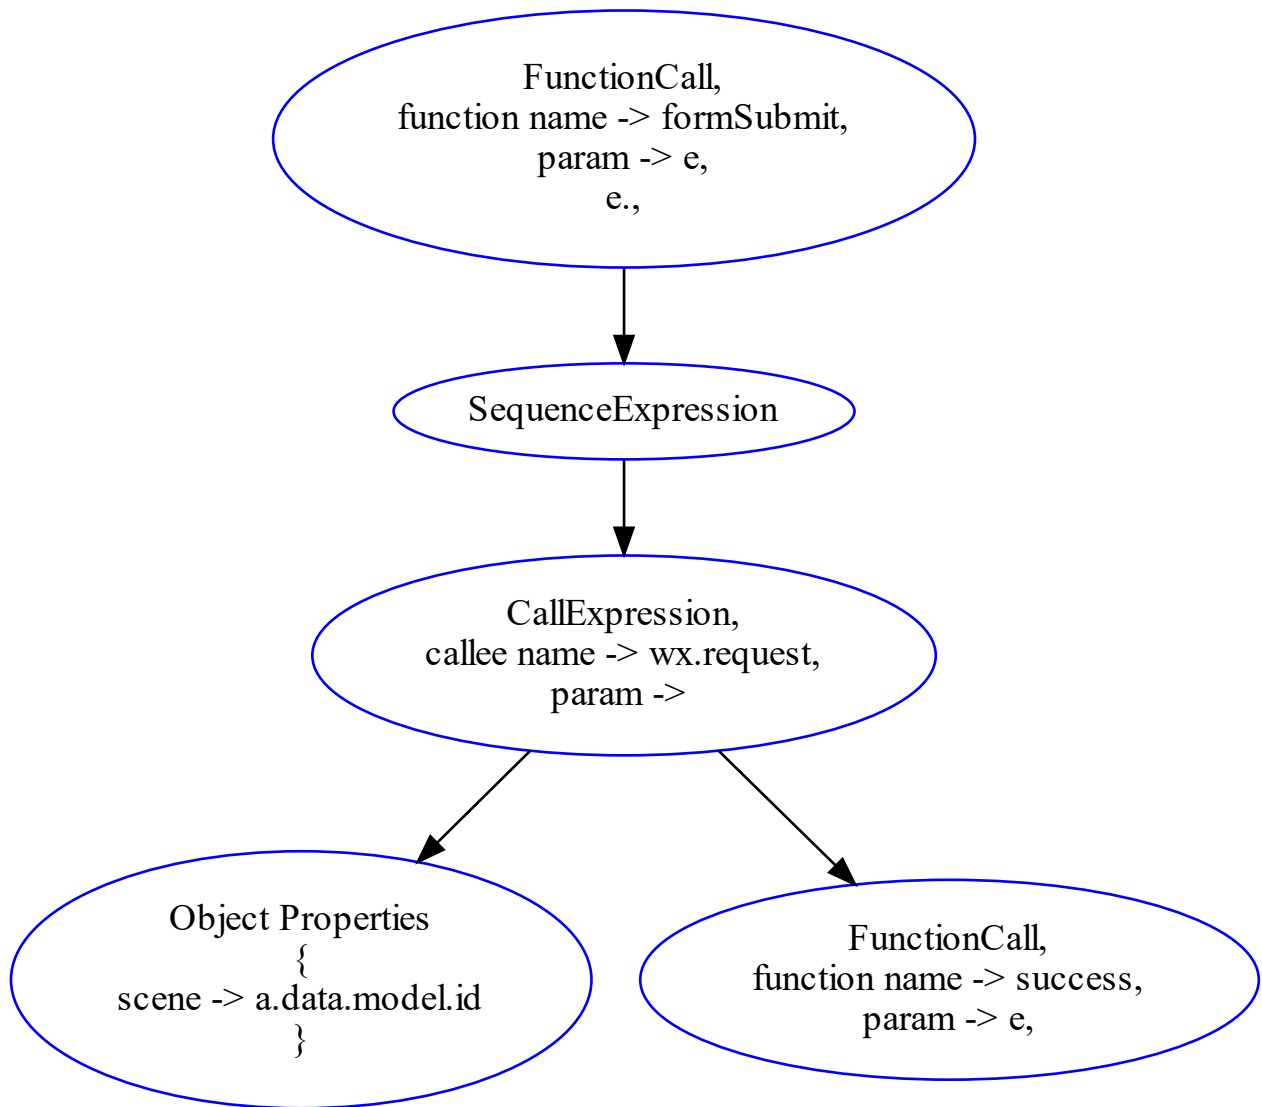 FunctionCall,
function name -> formSubmit,
param -> e,
e.,
SequenceExpression
CallExpression,
callee name -> wx.request,
param ->
Object Properties
{
scene -> a.data.model.id
}
FunctionCall,
function name -> success,
param -> e,